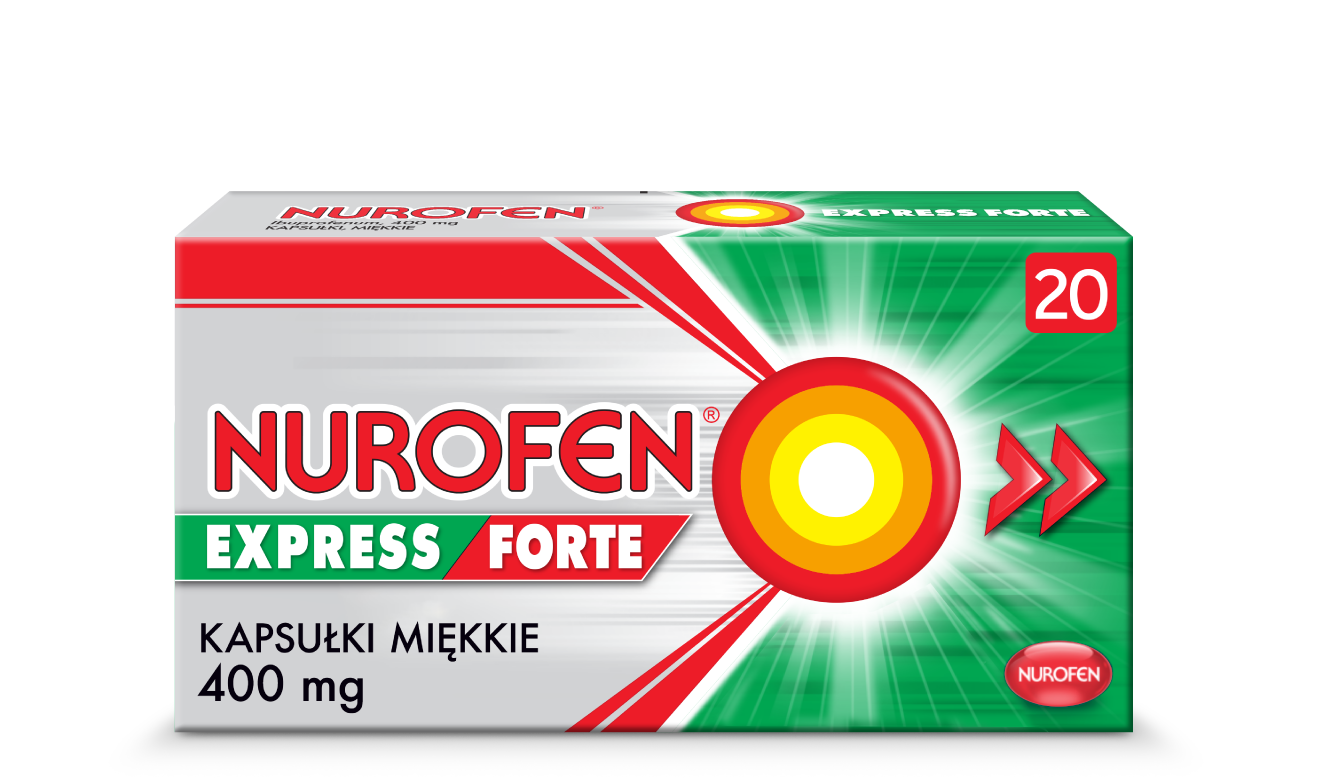 NUROFEN®
Ibuprofenum, 400 mg
KAPSUŁKI, MIĘKKIE
EXPRESS FORTE
20
NUROFEN®
EXPRESS FORTE
KAPSUŁKI MIĘKKIE
400 mg
NUROFEN